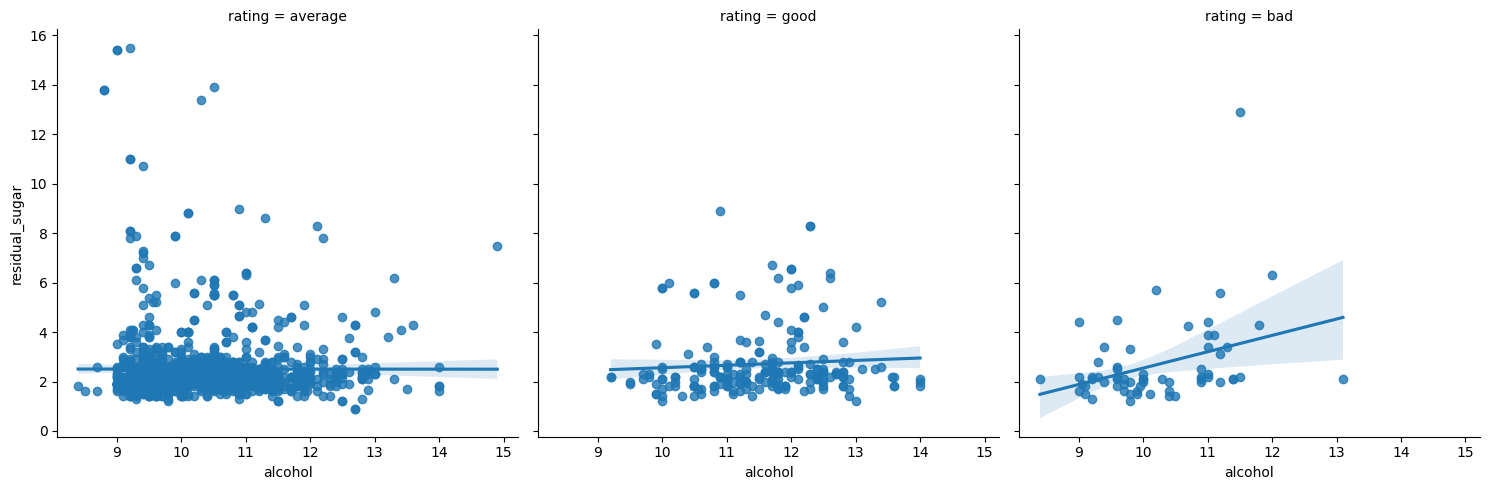 rating = average
rating = good
rating = bad
16
14
12
10
8
6
4
2
0
residual_sugar
9 10 11 12 13 14 15
9 10 11 12 13 14 15
9 10 11 12 13 14 15
alcohol
alcohol
alcohol